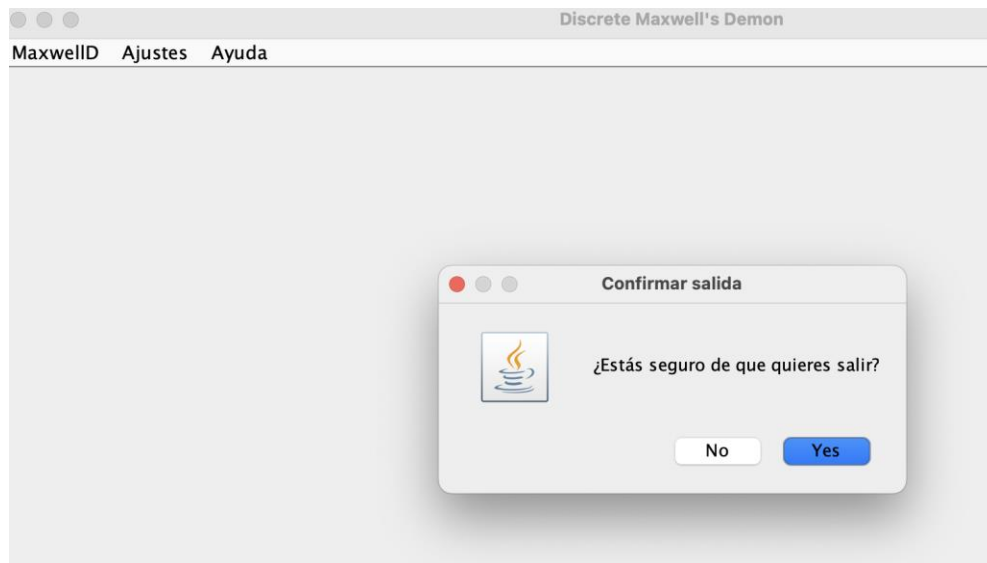 Discrete Maxwell's Demon
MaxwellD Ajustes Ayuda
Confirmar salida
¿Estás seguro de que quieres salir?
No Yes